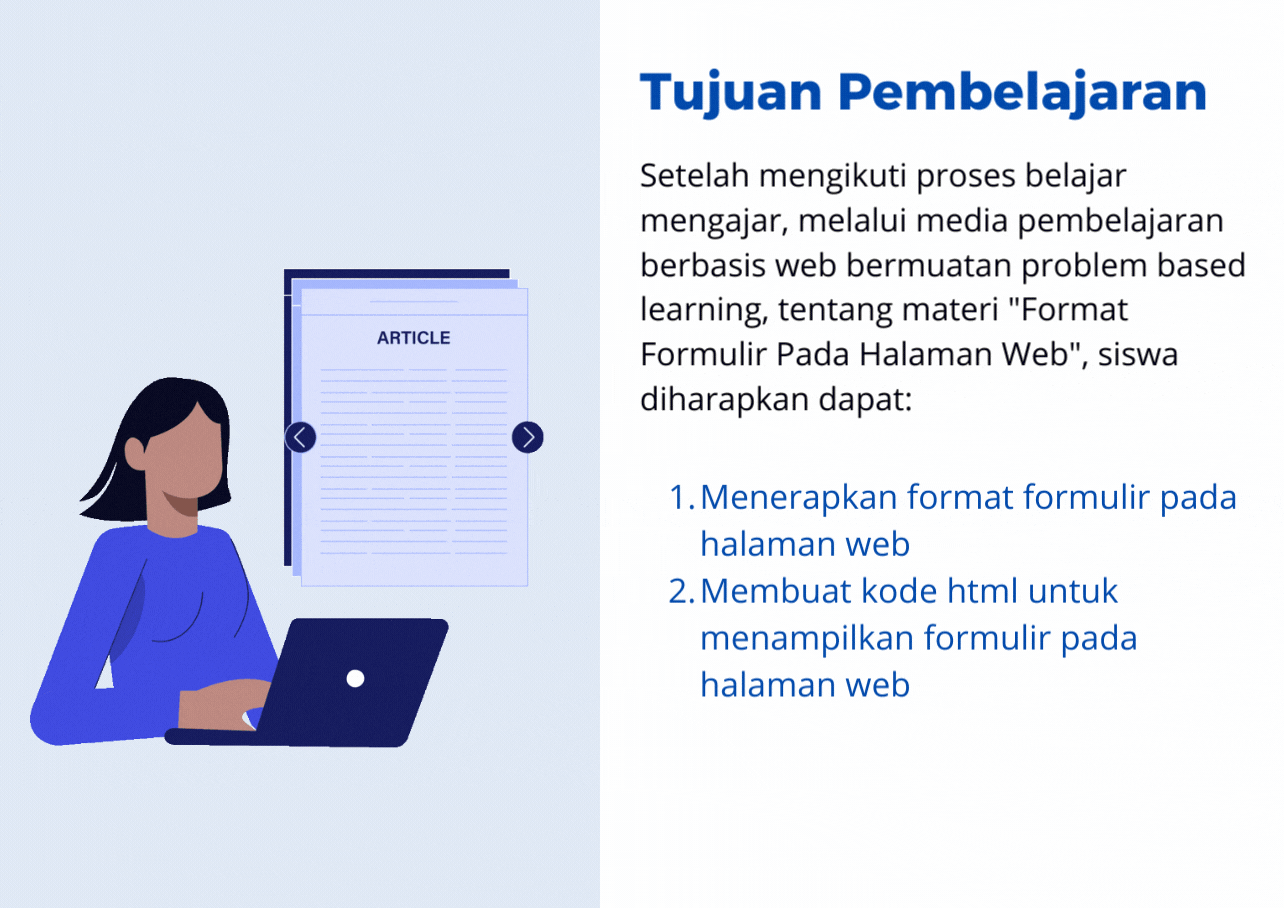 Tujuan Pembelajaran
Setelah mengikuti proses belajar
mengajar, melalui media pembelajaran
berbasis web bermuatan problem based
learning, tentang materi "Format
Formulir Pada Halaman Web", siswa
diharapkan dapat:
1. Menerapkan format formulir pada
halaman web
2. Membuat kode html untuk
menampilkan formulir pada
halaman web
ARTICLE